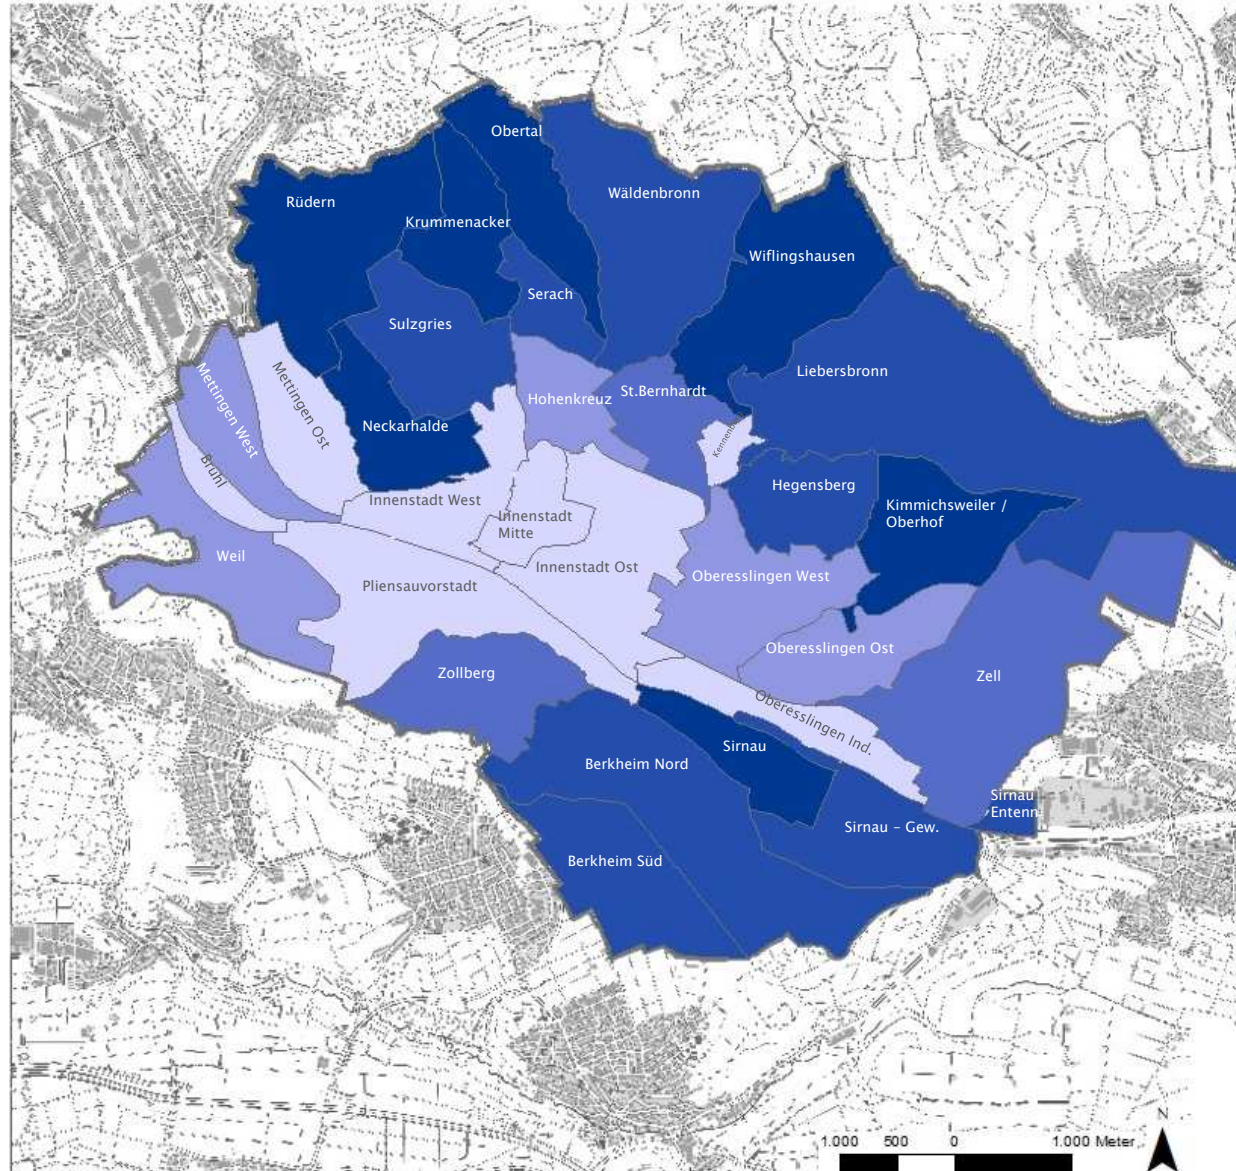 Obertal
Wäldenbronn
Rüdern
Krummenacker
Wiflingshausen
Serach
Sulzgries
Mettingen West
Mettingen Ost
Liebersbronn
St.Bernhardt
Hohenkreuz
Neckarhalde
Brühl
Hegensberg
Innenstadt West
Kimmichsweiler /
Oberhof
Innenstadt
Mitte
Weil
Innenstadt Ost
Oberesslingen West
Pliensauvorstadt
Oberesslingen Ost
Zollberg
Zell
Oberesslingen Ind.
Sirnau
Berkheim Nord
Sirnau
Entenn
Sirnau – Gew.
Berkheim Süd
N
1.000 500 0 1.000 Meter